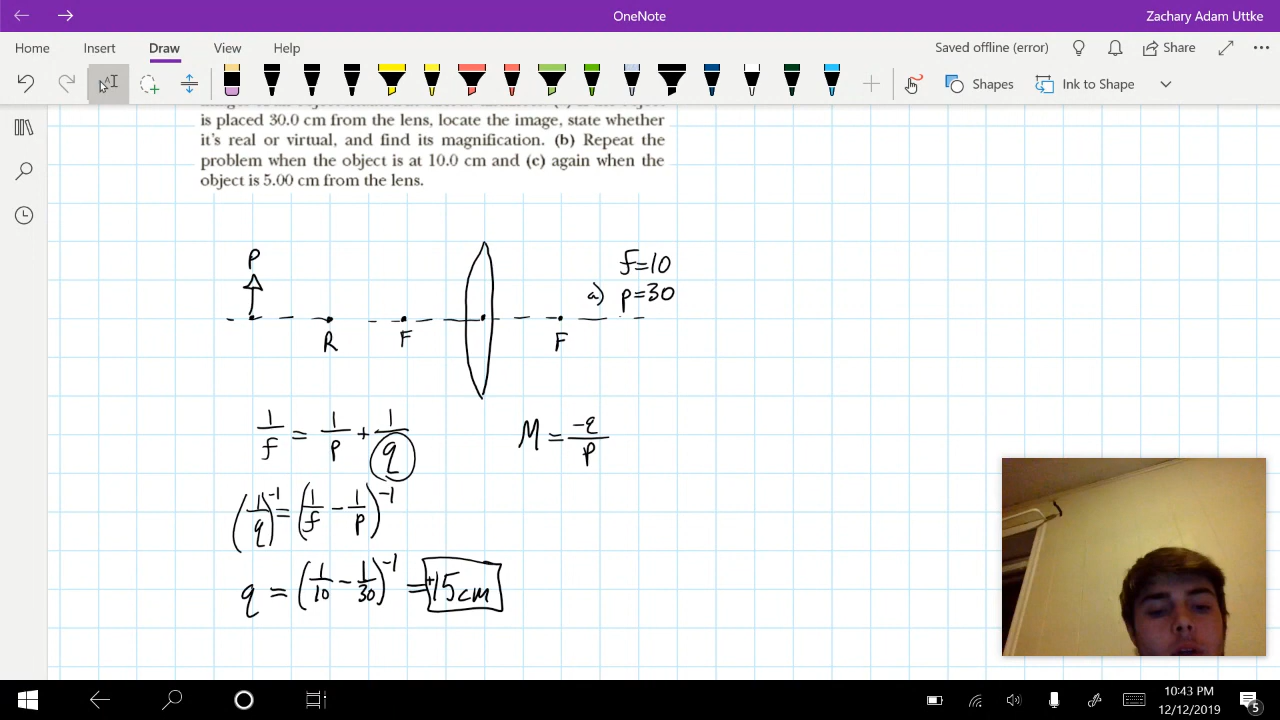 OneNote
Zachary Adam Uttke
Home Insert Draw View Help
Saved offline (error)
Share
Shapes
Ink to Shape
is placed 30.0 cm from the lens, locate the image, state whether
it's real or virtual, and find its magnification. (b) Repeat the
problem when the object is at 10.0 cm and (c) again when the
object is 5.00 cm from the lens.
P
f=10
a) p=30
R F F
1/f = 1/p + 1/q
M = -q/p
(1/q)^-1 = (1/f - 1/p)^-1
q = (1/10 - 1/30)^-1 = +15cm
10:43 PM
12/12/2019
5